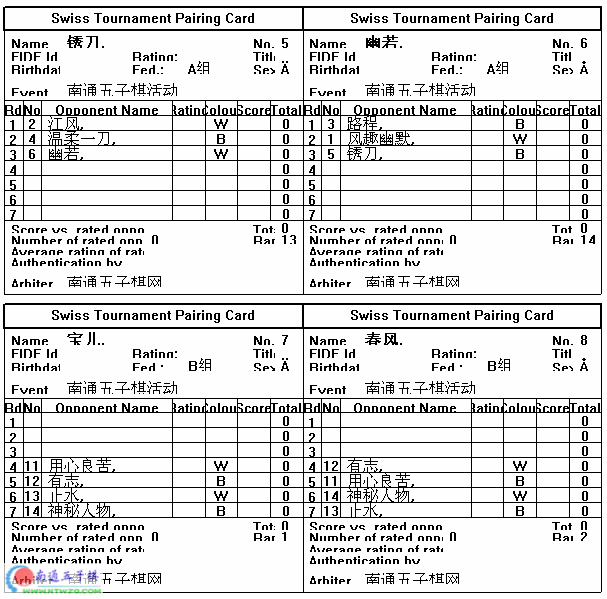 Swiss Tournament Pairing Card
Name 锈刀, No. 5
FIDE Id Rating: Titl
Birthdat Fed.: A组 Sex
Event 南通五子棋活动
Rd No Opponent Name Rating Colour Score Total
1 2 江风, W 0
2 4 温柔一刀, B 0
3 6 幽若, W 0
4 0
5 0
6 0
7 0
Score vs. rated oppo Tot 0
Number of rated opp. 0 Ran 13
Average rating of rate
Authentication by
Arbiter 南通五子棋网
Swiss Tournament Pairing Card
Name 幽若, No. 6
FIDE Id Rating: Titl
Birthdat Fed.: A组 Sex
Event 南通五子棋活动
Rd No Opponent Name Rating Colour Score Total
1 3 路程, B 0
2 1 风趣幽默, W 0
3 5 锈刀, B 0
4 0
5 0
6 0
7 0
Score vs. rated oppo Tot 0
Number of rated opp. 0 Ran 14
Average rating of rate
Authentication by
Arbiter 南通五子棋网
Swiss Tournament Pairing Card
Name 宝儿, No. 7
FIDE Id Rating: Titl
Birthdat Fed.: B组 Sex
Event 南通五子棋活动
Rd No Opponent Name Rating Colour Score Total
1 0
2 0
3 0
4 11 用心良苦, W 0
5 12 有志, B 0
6 13 止水, W 0
7 14 神秘人物, B 0
Score vs. rated oppo Tot 0
Number of rated opp. 0 Ran 1
Average rating of rate
Authentication by
Arbiter 南通五子棋网
南通五子棋
WWW.NTWZQ.COM
Swiss Tournament Pairing Card
Name 春风, No. 8
FIDE Id Rating: Titl
Birthdat Fed.: B组 Sex
Event 南通五子棋活动
Rd No Opponent Name Rating Colour Score Total
1 0
2 0
3 0
4 12 有志, W 0
5 11 用心良苦, B 0
6 14 神秘人物, W 0
7 13 止水, B 0
Score vs. rated oppo Tot 0
Number of rated opp. 0 Ran 2
Average rating of rate
Authentication by
Arbiter 南通五子棋网